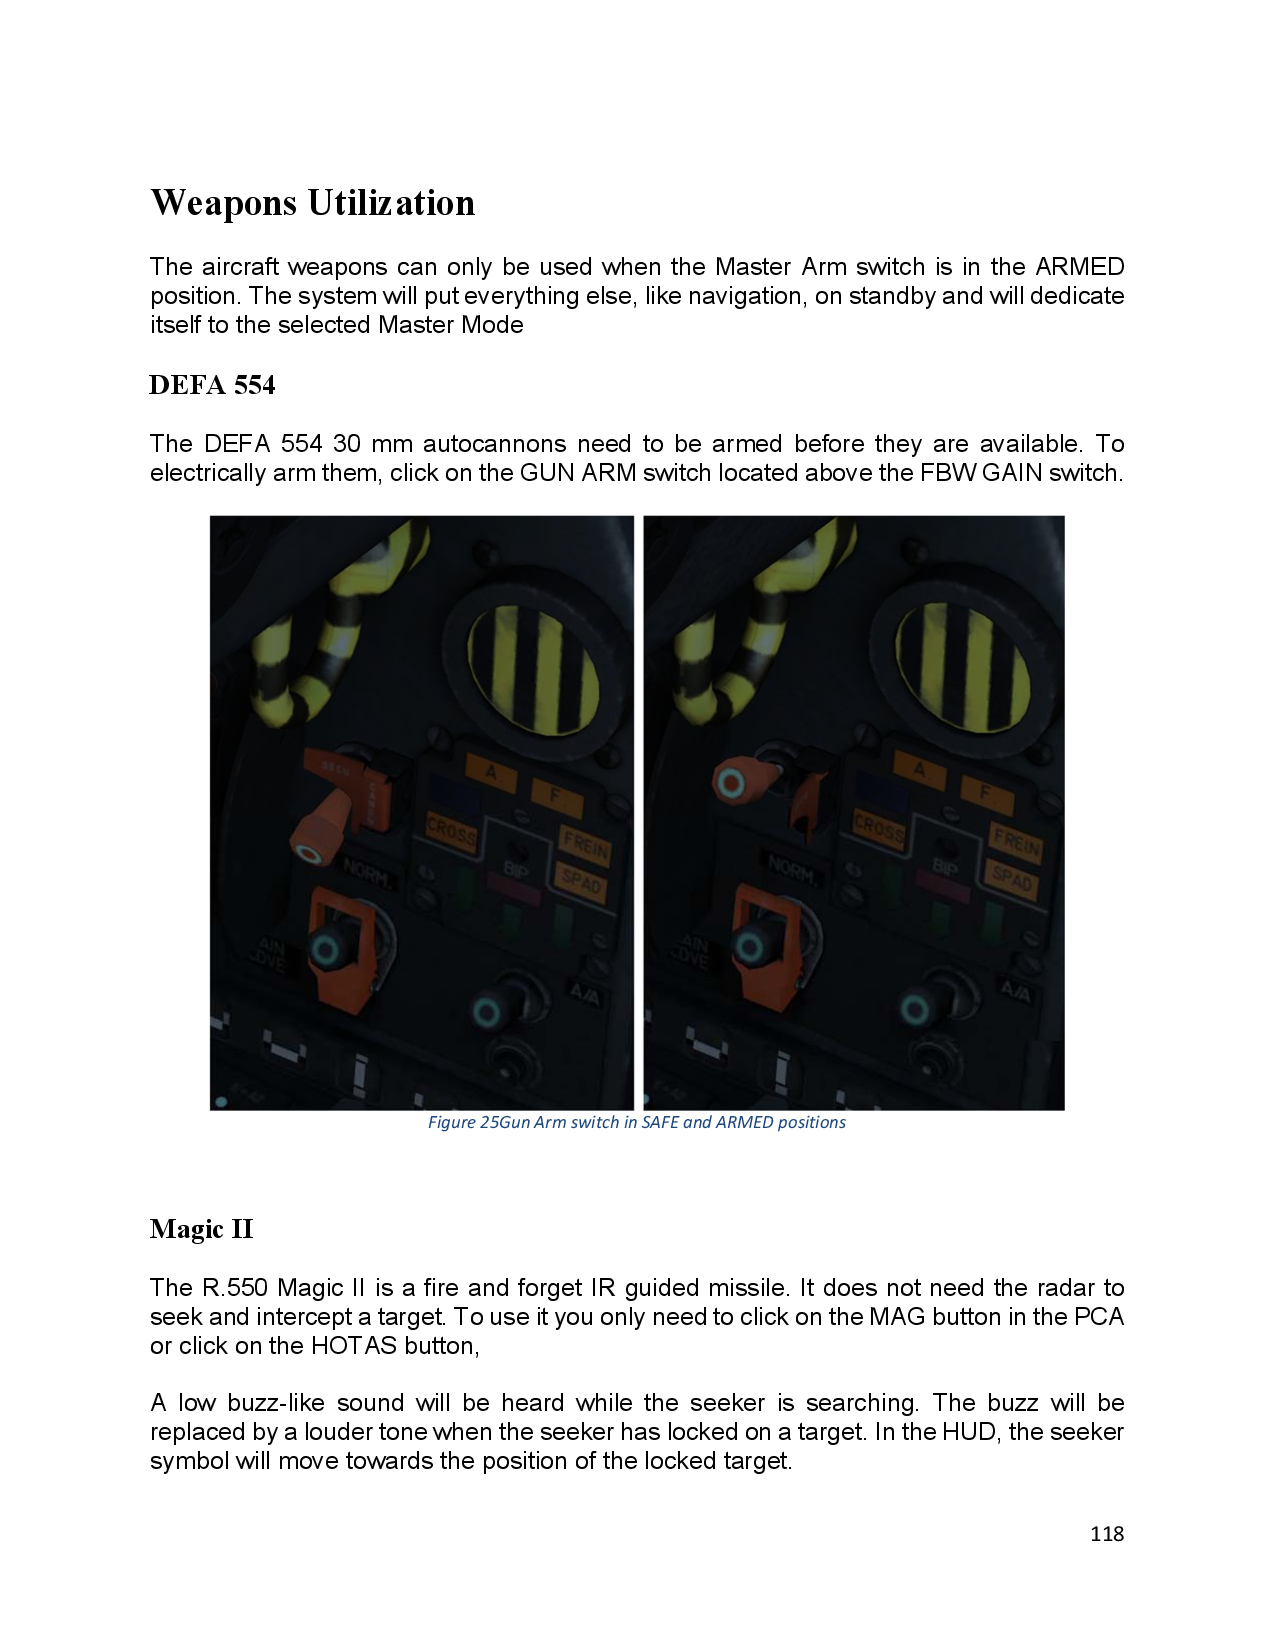 Weapons Utilization
The aircraft weapons can only be used when the Master Arm switch is in the ARMED
position. The system will put everything else, like navigation, on standby and will dedicate
itself to the selected Master Mode
DEFA 554
The DEFA 554 30 mm autocannons need to be armed before they are available. To
electrically arm them, click on the GUN ARM switch located above the FBW GAIN switch.
SECU
CANON
A
F
CROSS
FREIN
NORM.
BIP
SPAD
A/A
A
F
CROSS
FREIN
NORM.
BIP
SPAD
A/A
Figure 25Gun Arm switch in SAFE and ARMED positions
Magic II
The R.550 Magic II is a fire and forget IR guided missile. It does not need the radar to
seek and intercept a target. To use it you only need to click on the MAG button in the PCA
or click on the HOTAS button,
A low buzz-like sound will be heard while the seeker is searching. The buzz will be
replaced by a louder tone when the seeker has locked on a target. In the HUD, the seeker
symbol will move towards the position of the locked target.
118